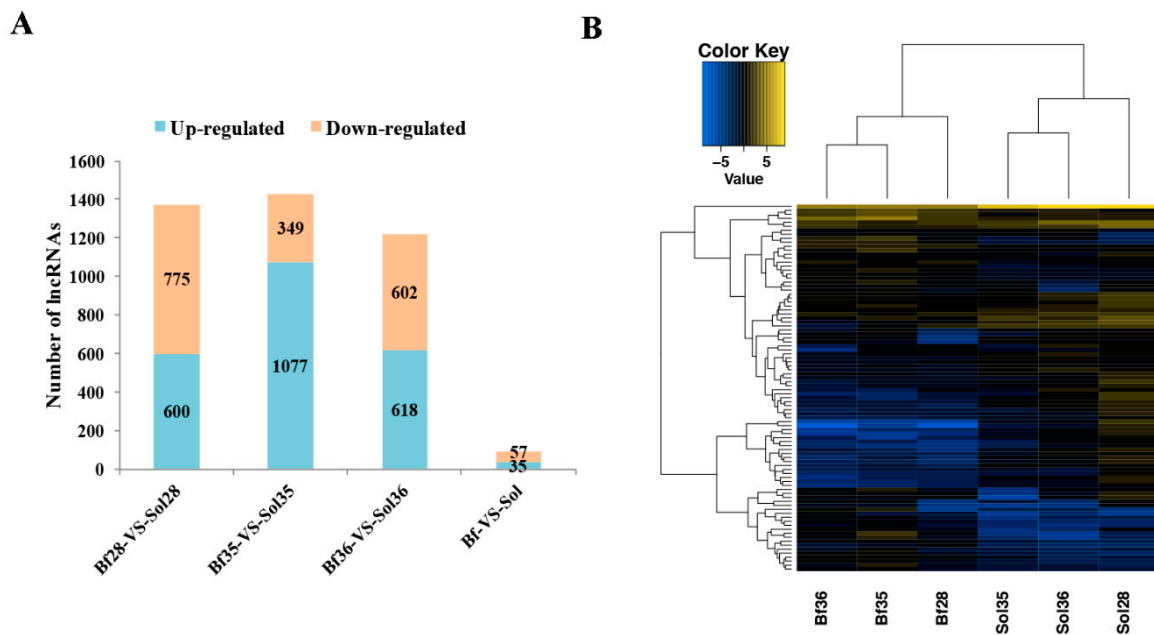 A
Up-regulated Down-regulated
Number of lncRNAs
1600
1400
1200
1000
800
600
400
200
0
775
600
349
1077
602
618
57
35
Bf28-VS-Sol28
Bf35-VS-Sol35
Bf36-VS-Sol36
Bf-VS-Sol
B
Color Key
−5 5
Value
Bf36
Bf35
Bf28
Sol35
Sol36
Sol28